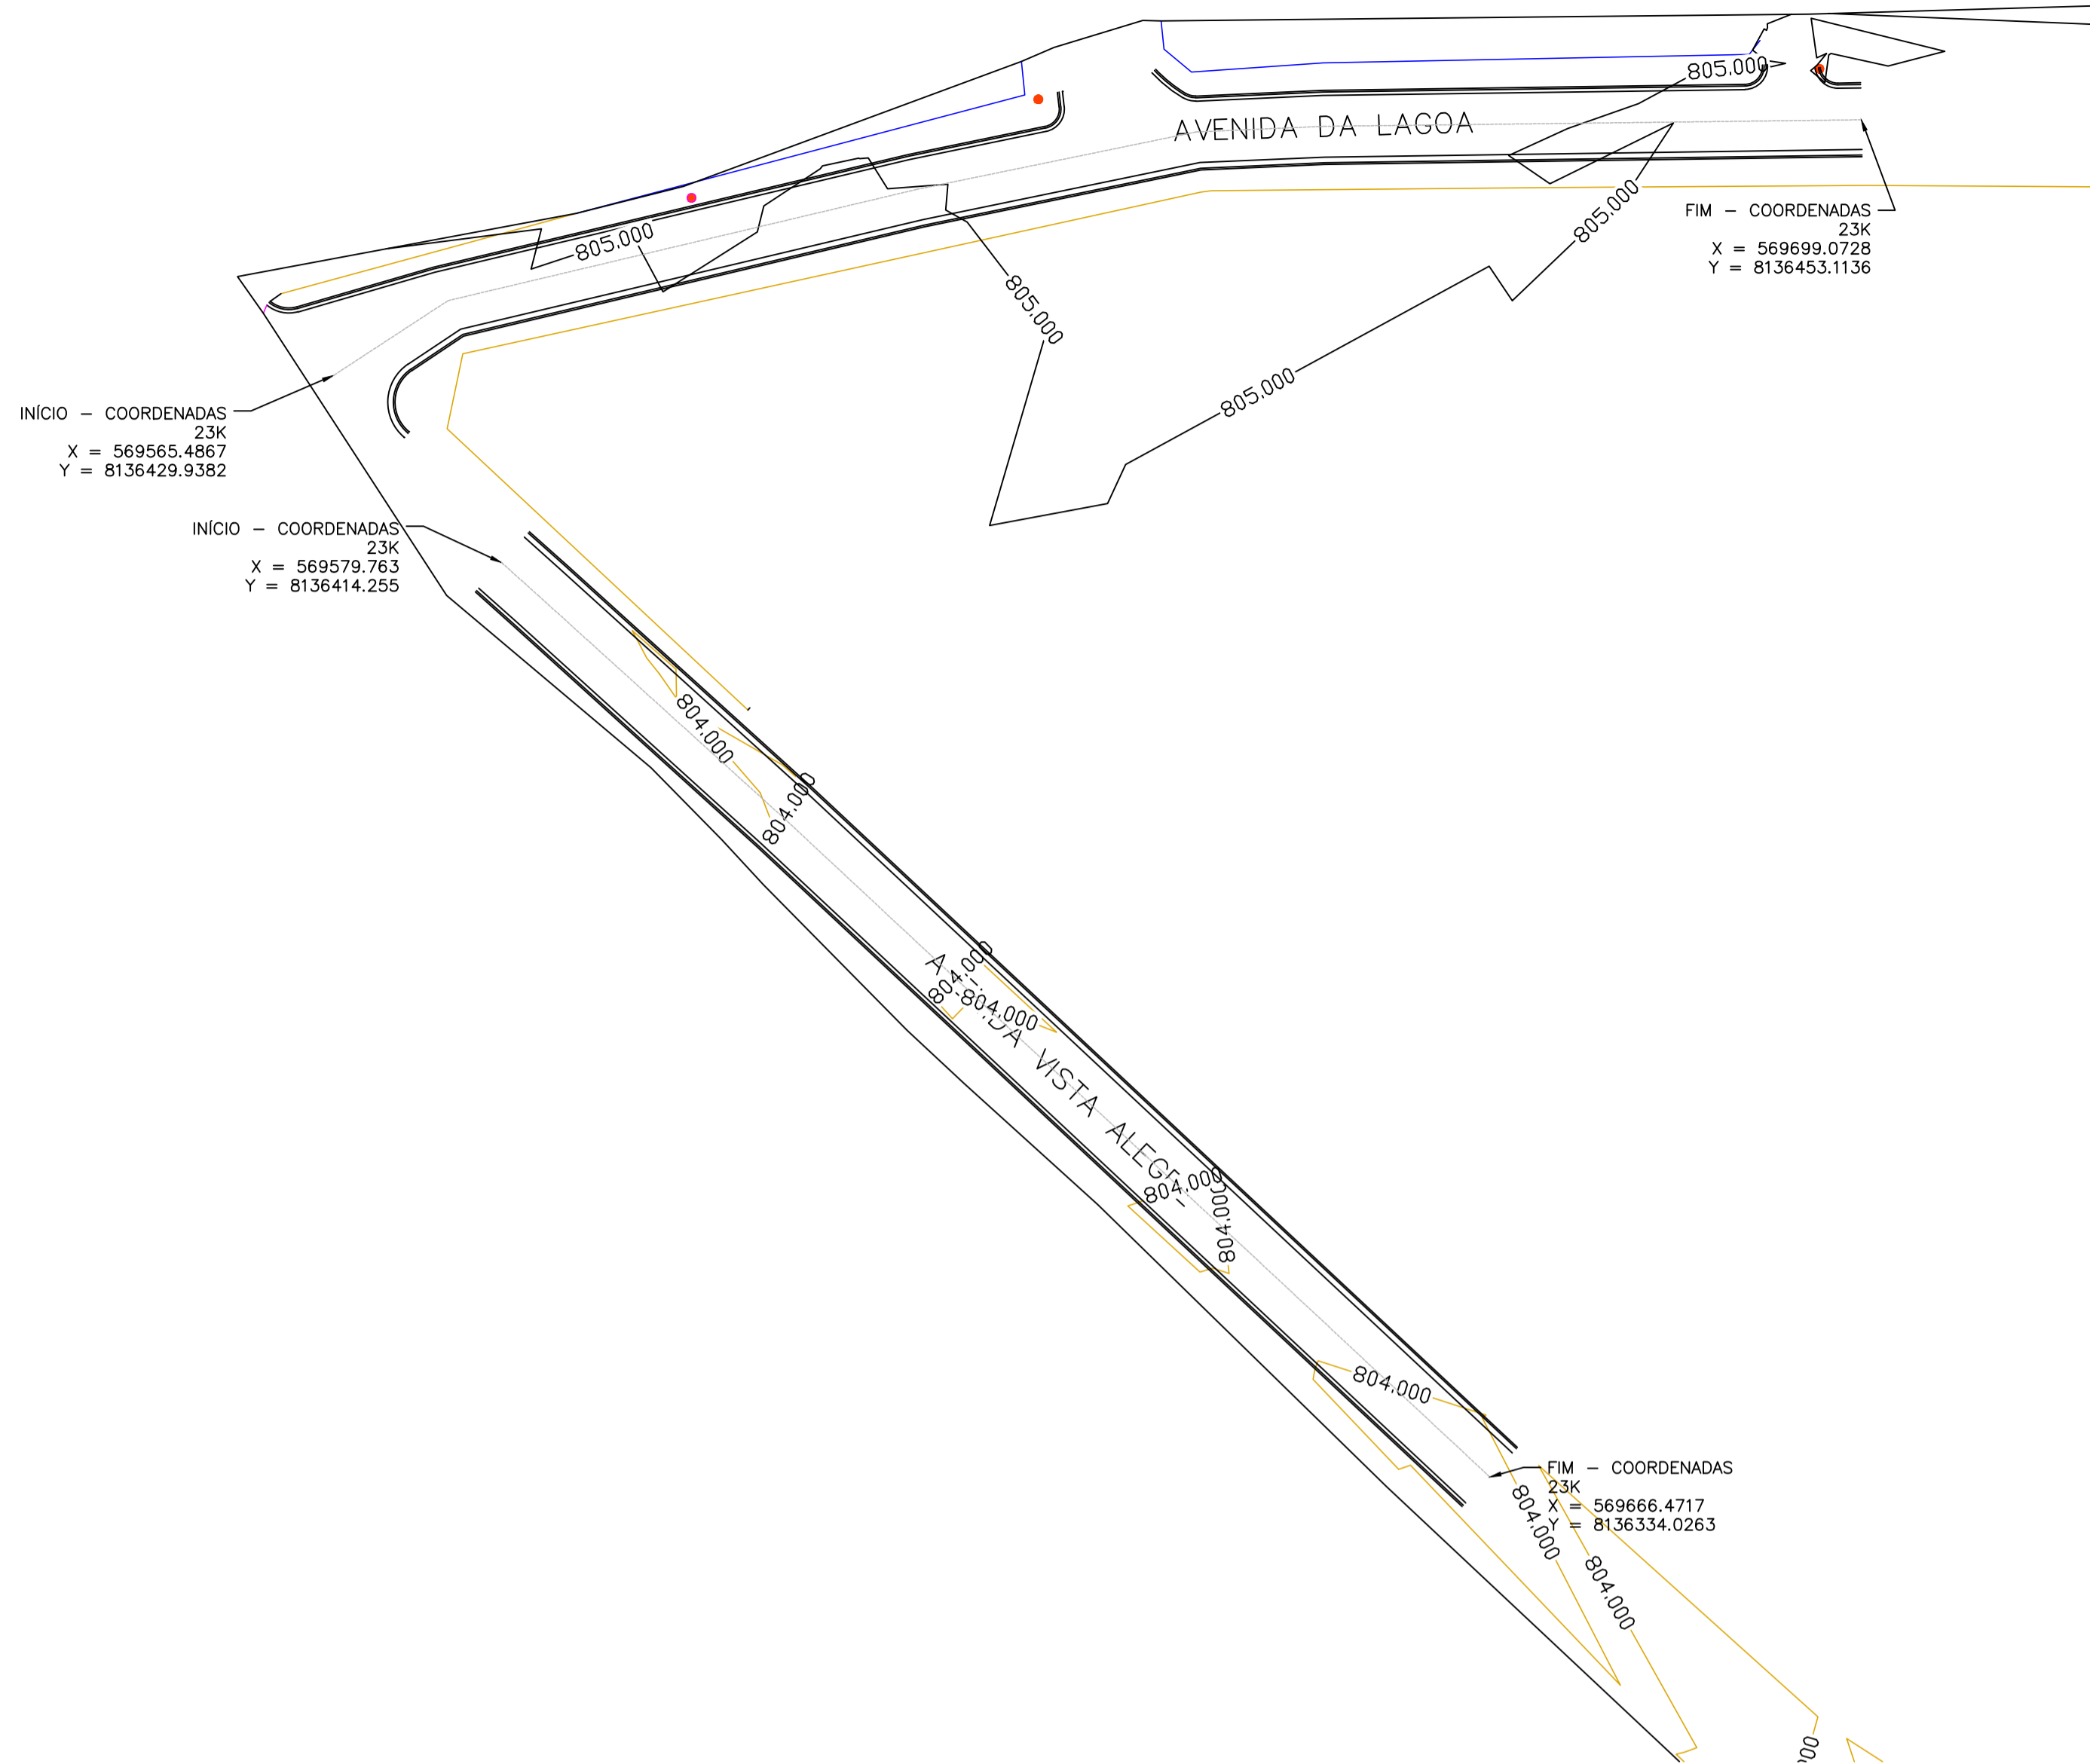 805.000
AVENIDA DA LAGOA
805.000
FIM – COORDENADAS
23K
X = 569699.0728
Y = 8136453.1136
805.000
805.000
805.000
INÍCIO – COORDENADAS
23K
X = 569565.4867
Y = 8136429.9382
INÍCIO – COORDENADAS
23K
X = 569579.763
Y = 8136414.255
804.000
804.000
804.000
VISTA
804.000
804.000
804.000
FIM – COORDENADAS
23K
X = 569666.4717
Y = 8136334.0263
804.000
804.000